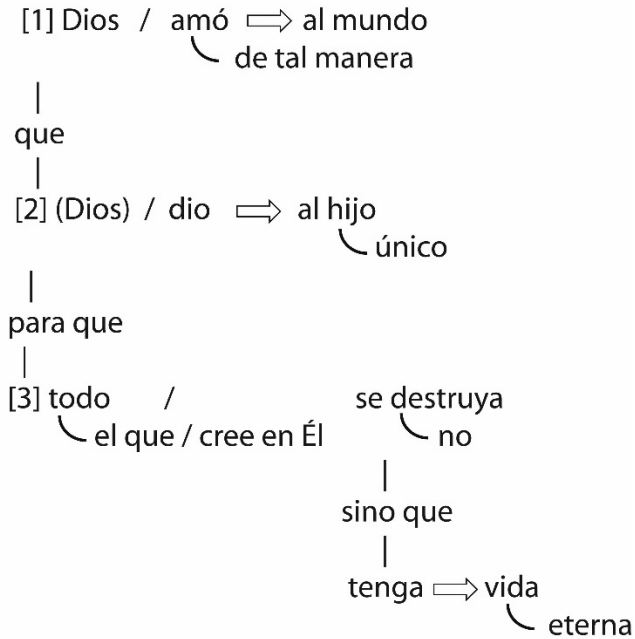 [1] Dios / amó ⇨ al mundo
de tal manera
que
[2] (Dios) / dio ⇨ al hijo
único
para que
[3] todo / se destruya
el que / cree en Él no
sino que
tenga ⇨ vida
eterna